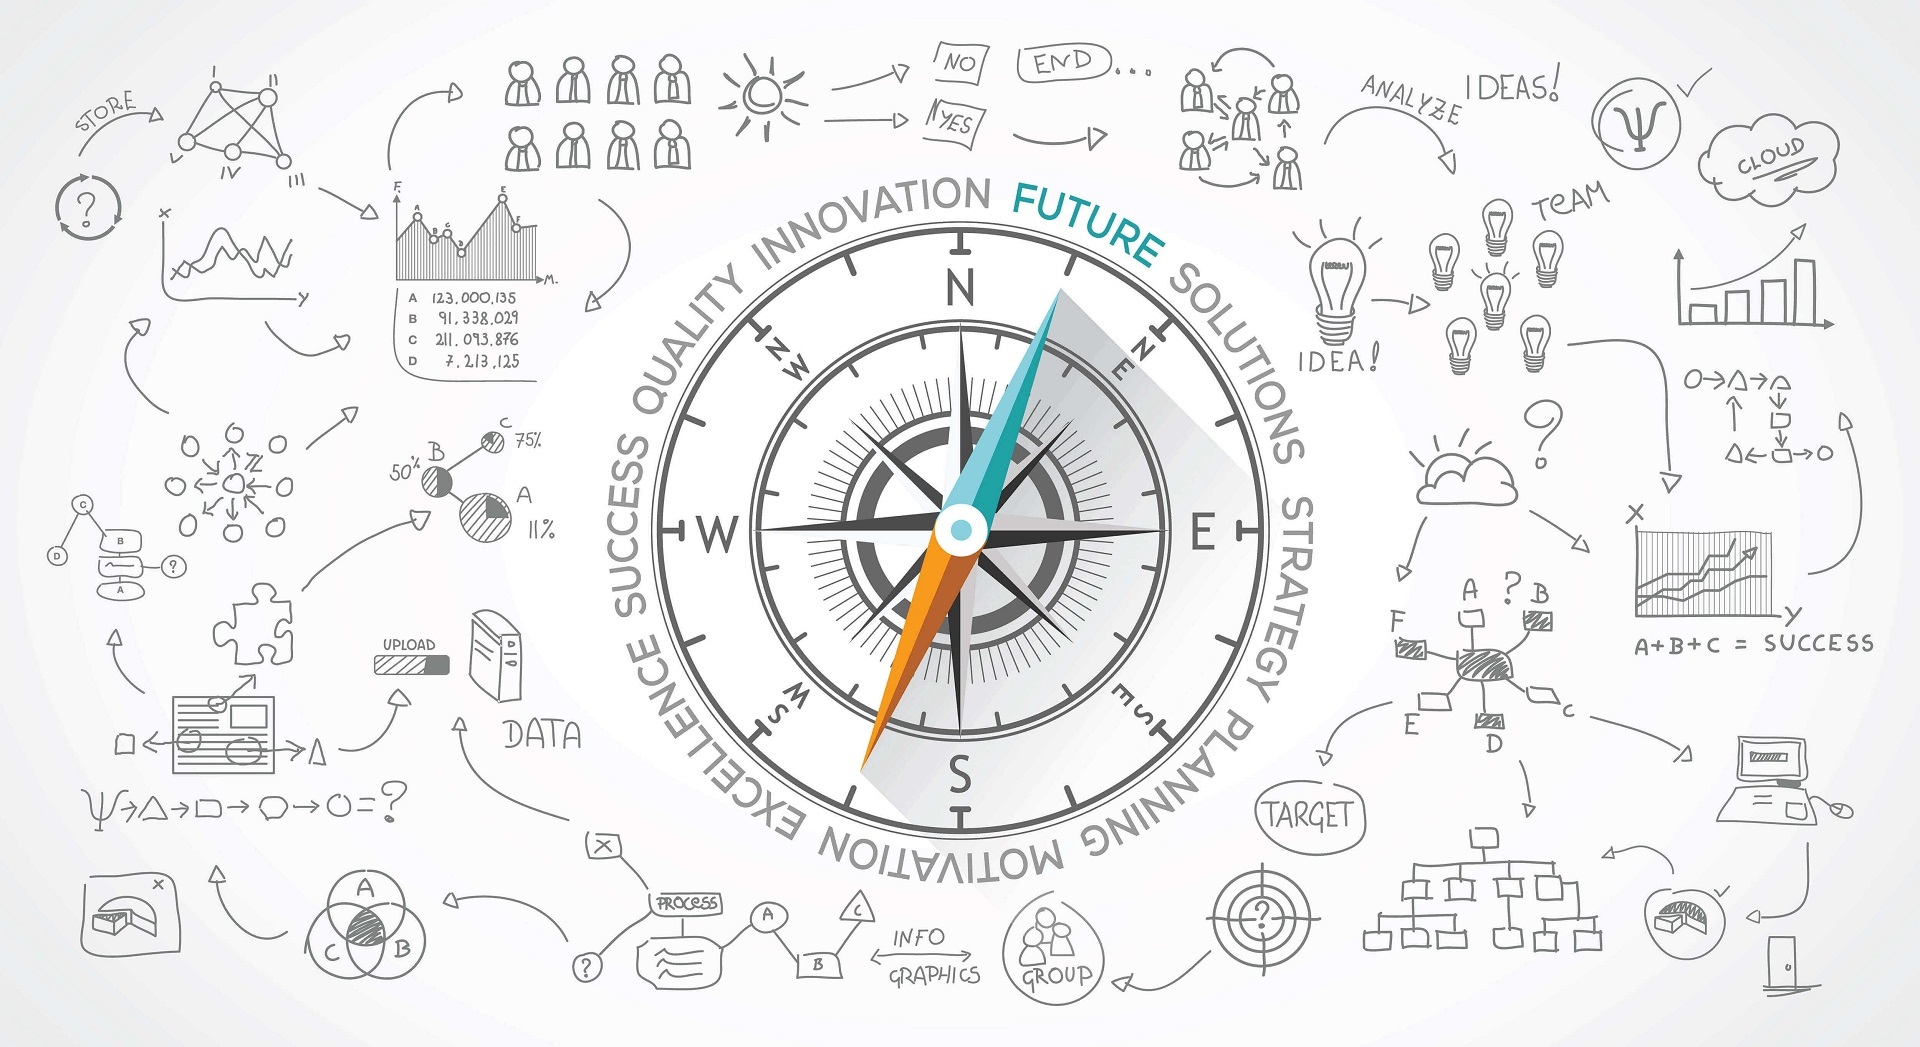 STORE
?
I
II
III
IV
V
X
Y
F.
A
B
C
D
E
F
M.
A 123,000,135
B 91,338,029
C 211,093,876
D 7,213,125
NO
YES
END...
ANALYZE
IDEAS!
Ψ
CLOUD
TEAM
IDEA!
?
X
Y
A+B+C = SUCCESS
INNOVATION
FUTURE
SOLUTIONS
STRATEGY
PLANNING
MOTIVATION
EXCELLENCE
SUCCESS
QUALITY
N
NE
E
SE
S
SW
W
NW
B
50%
C
75%
A
11%
C
D
B
?
A
UPLOAD
DATA
Ψ→△→□→○→○=?
X
A
B
C
X
PROCESS
?
A
B
C
INFO
GRAPHICS
GROUP
?
TARGET
A
?
B
C
D
E
F